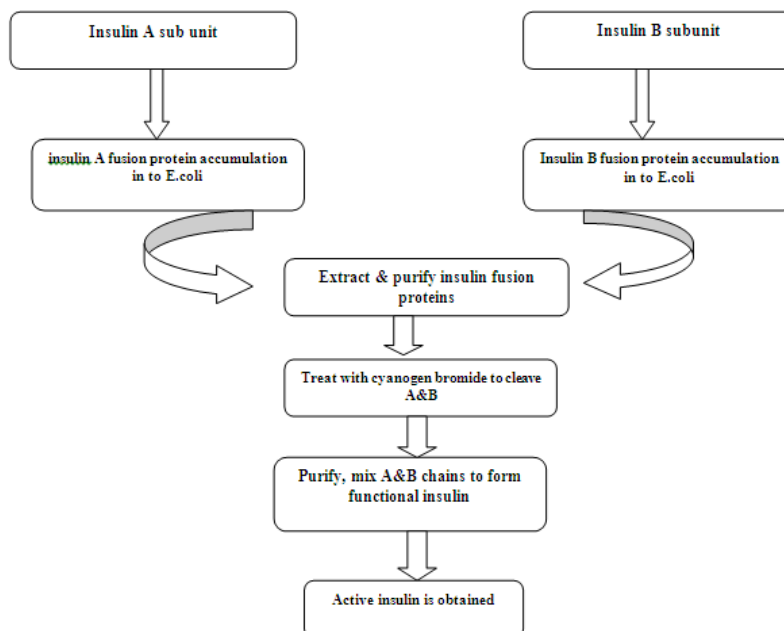 Insulin A sub unit
Insulin B subunit
insulin A fusion protein accumulation
in to E.coli
Insulin B fusion protein accumulation
in to E.coli
Extract & purify insulin fusion
proteins
Treat with cyanogen bromide to cleave
A&B
Purify, mix A&B chains to form
functional insulin
Active insulin is obtained